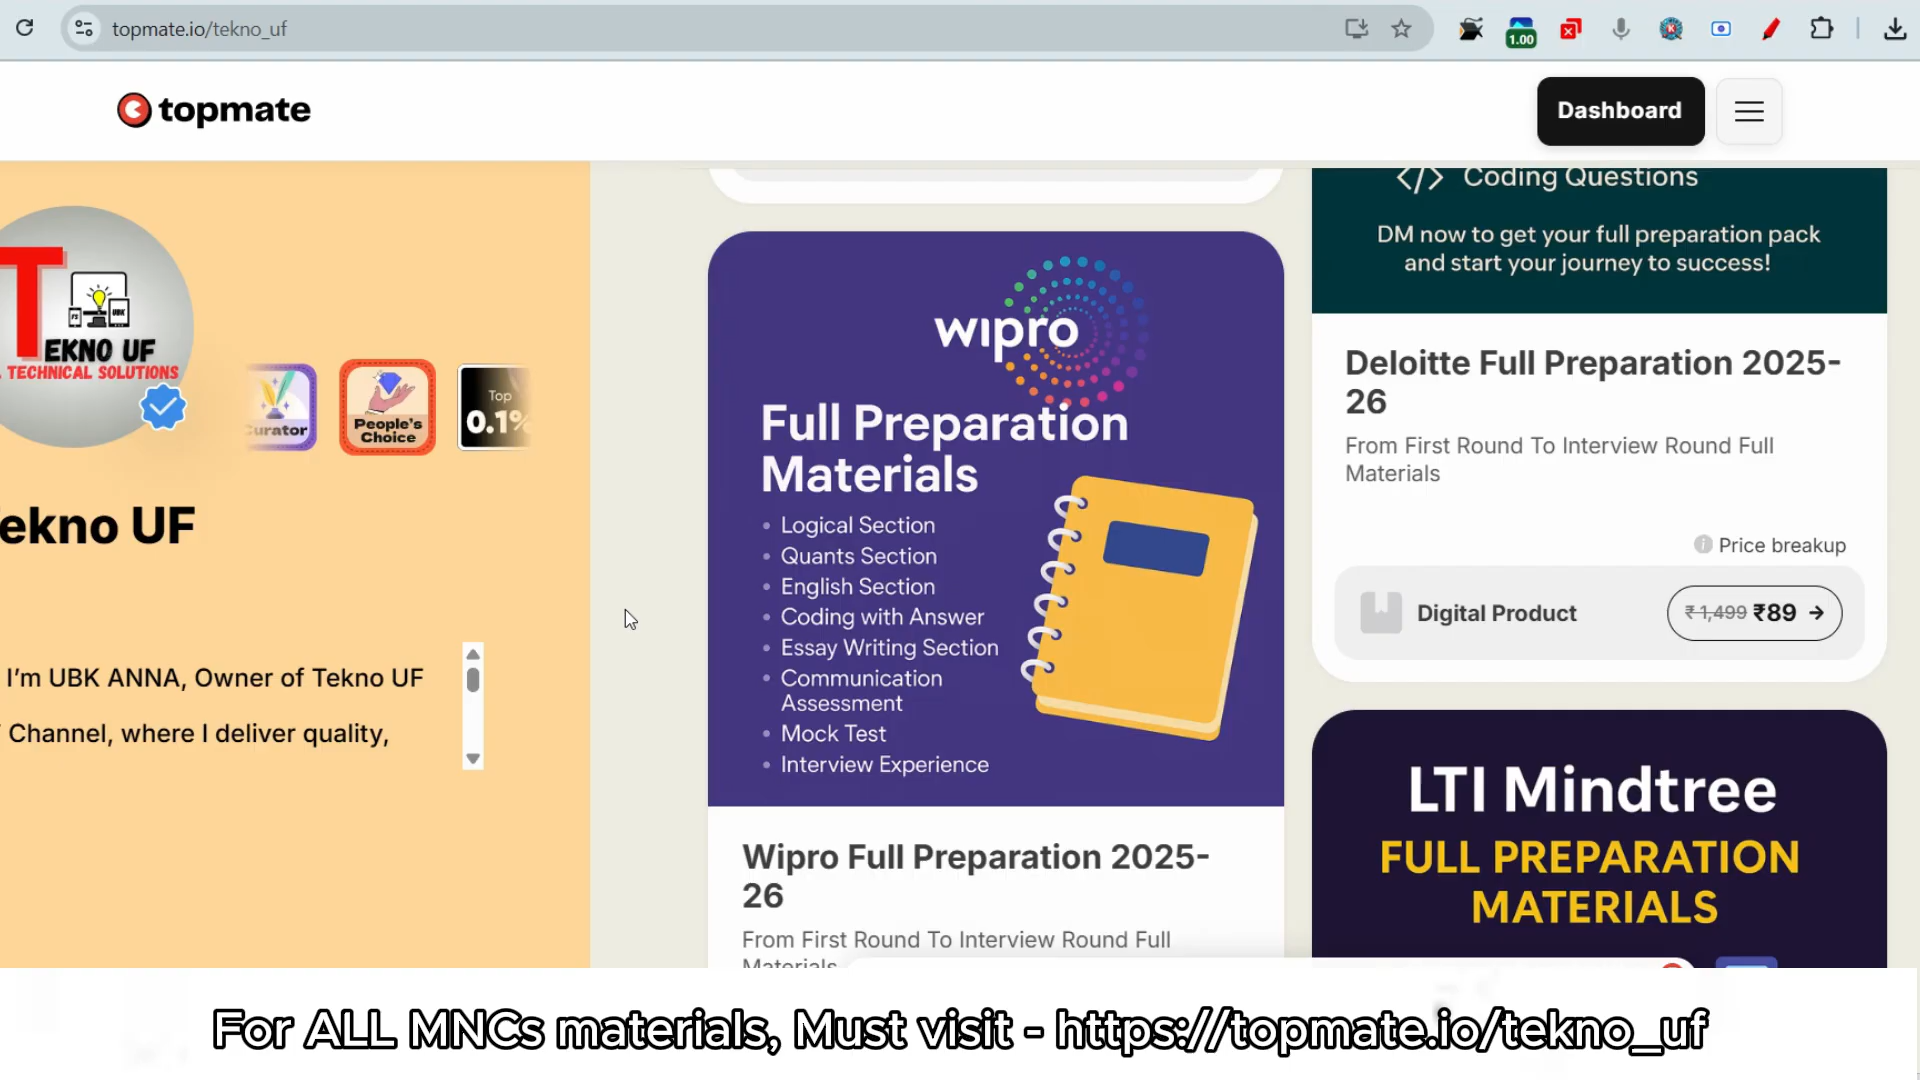 topmate.io/tekno_uf
1.00
topmate
Dashboard
T
EKNO UF
TECHNICAL SOLUTIONS
FS
UBK
Curator
People's
Choice
Top
0.1%
ekno UF
I'm UBK ANNA, Owner of Tekno UF
Channel, where I deliver quality,
wipro
Full Preparation
Materials
• Logical Section
• Quants Section
• English Section
• Coding with Answer
• Essay Writing Section
• Communication
Assessment
• Mock Test
• Interview Experience
Wipro Full Preparation 2025-
26
From First Round To Interview Round Full
Materials
</> Coding Questions
DM now to get your full preparation pack
and start your journey to success!
Deloitte Full Preparation 2025-
26
From First Round To Interview Round Full
Materials
Price breakup
Digital Product
₹1,499 ₹89 →
LTI Mindtree
FULL PREPARATION
MATERIALS
For ALL MNCs materials, Must visit - https://topmate.io/tekno_uf